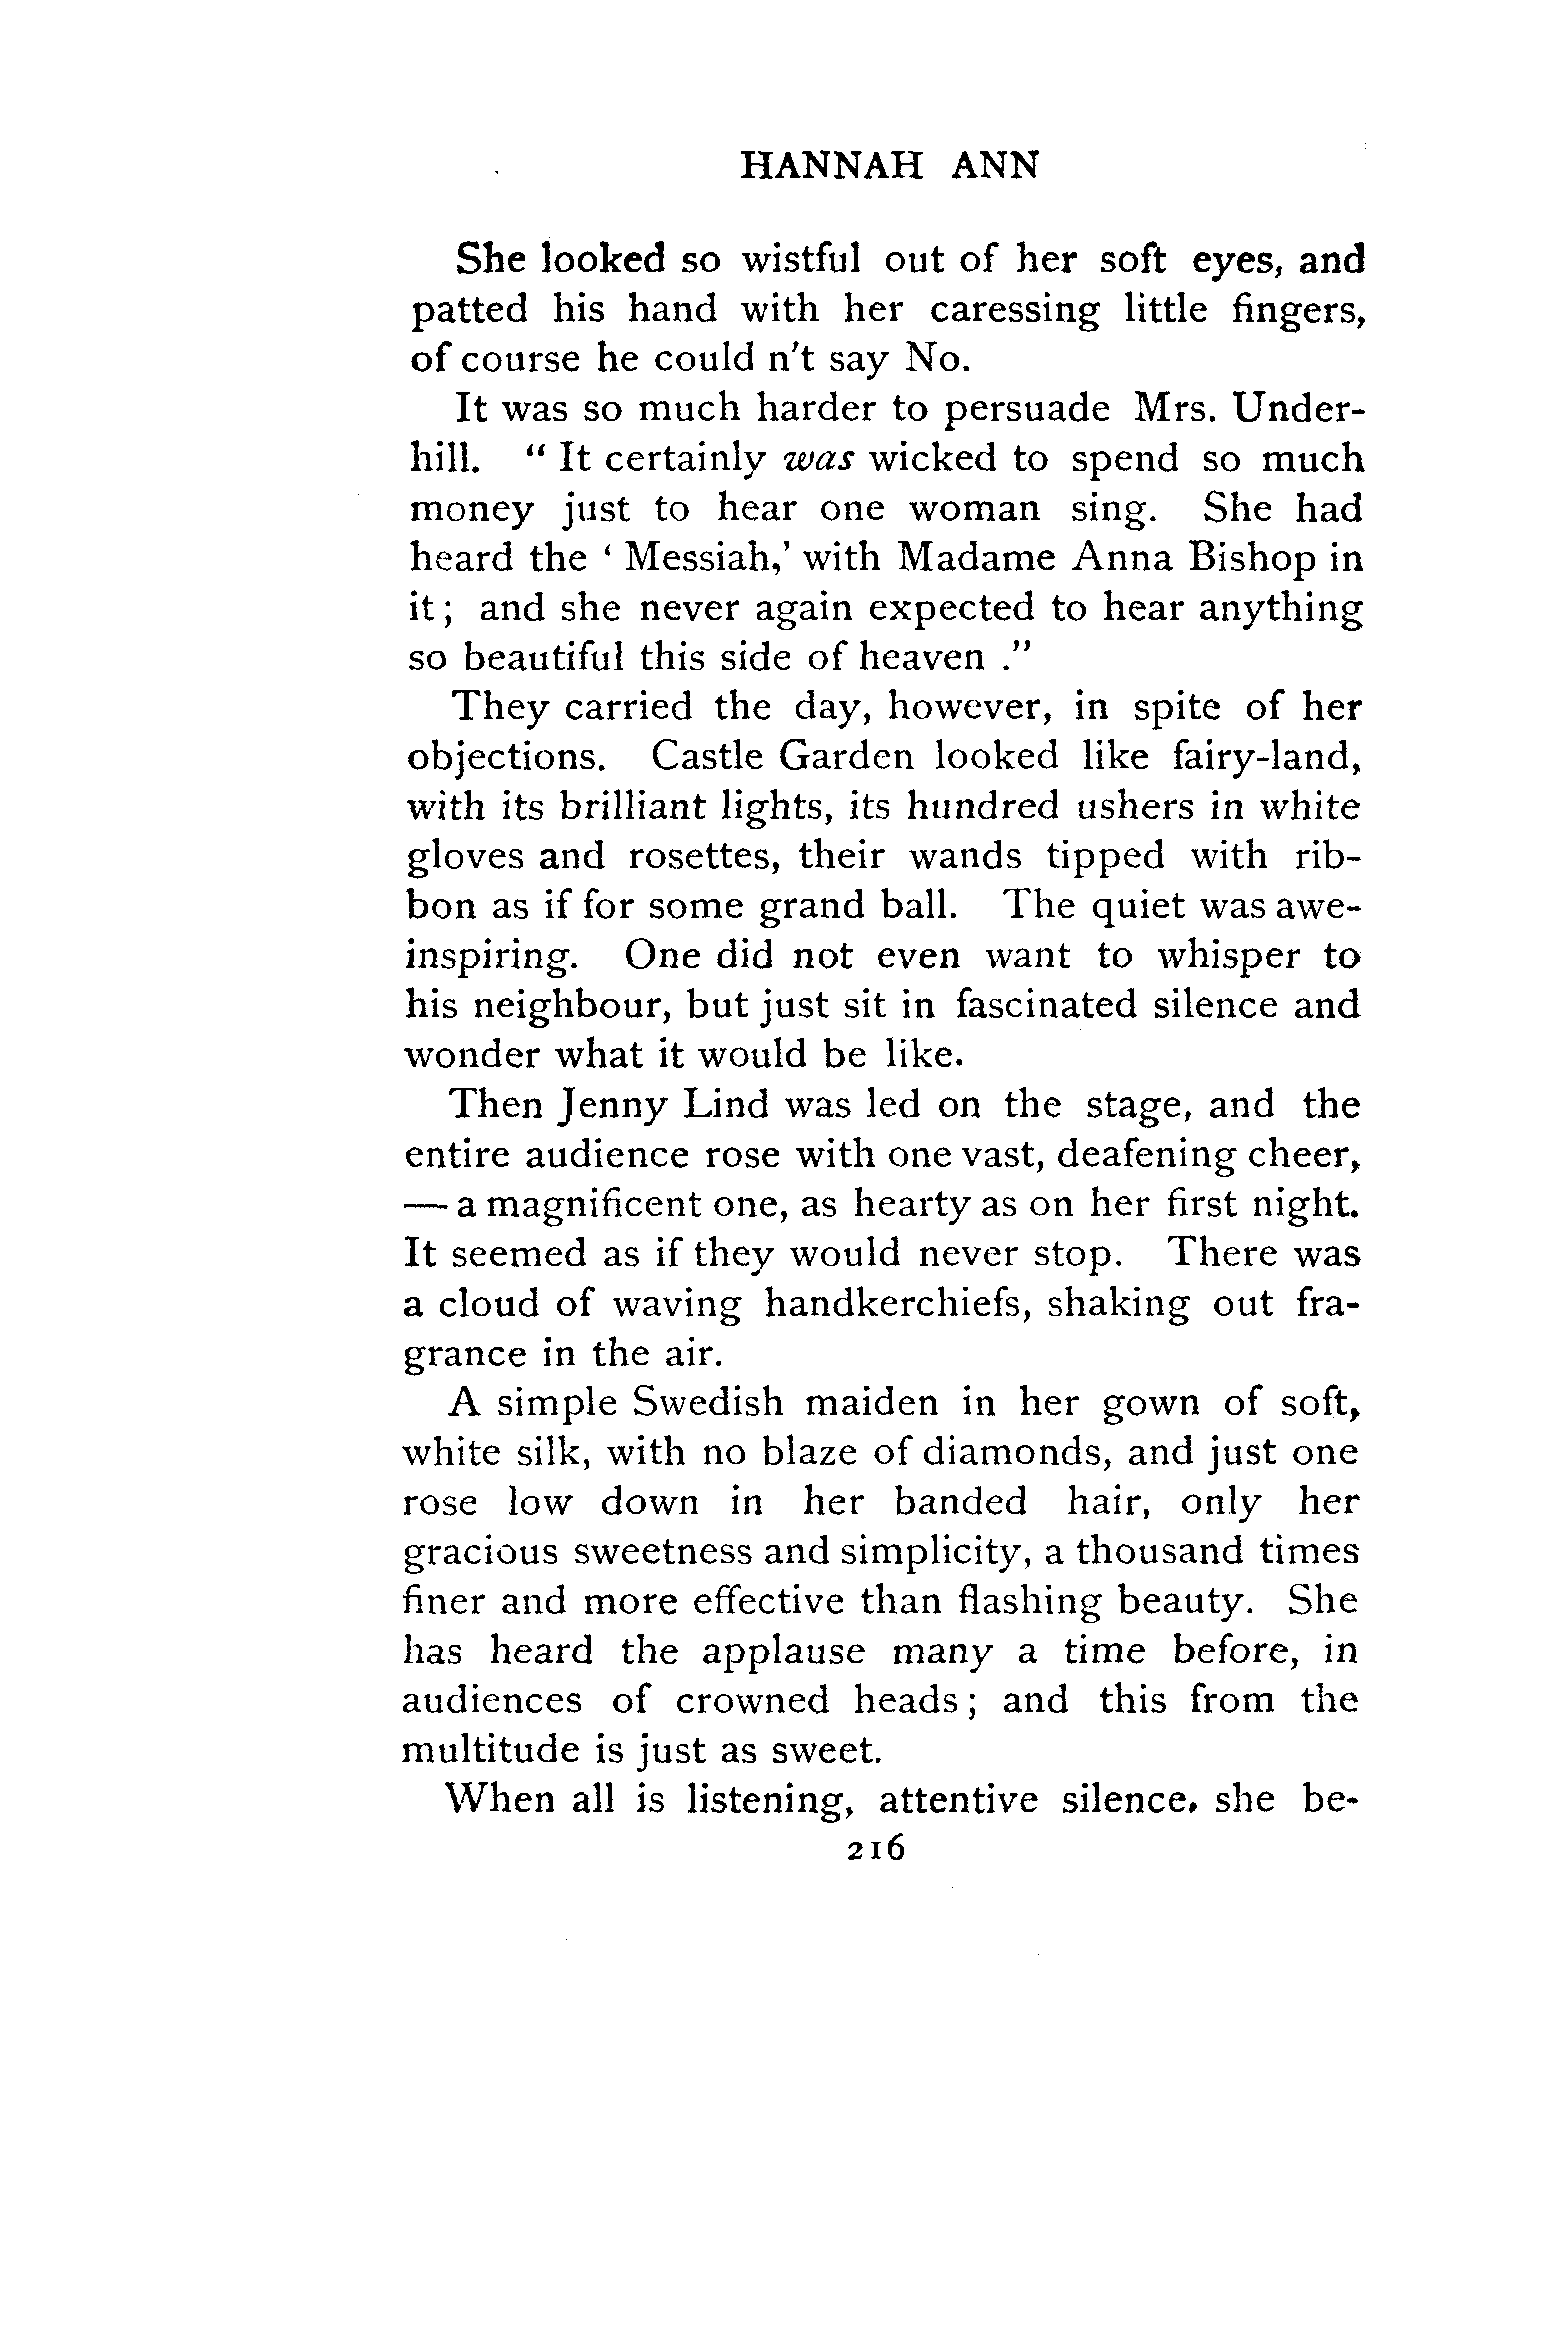 HANNAH ANN
She looked so wistful out of her soft eyes, and
patted his hand with her caressing little fingers,
of course he could n't say No.
It was so much harder to persuade Mrs. Under-
hill. " It certainly was wicked to spend so much
money just to hear one woman sing. She had
heard the ' Messiah,' with Madame Anna Bishop in
it ; and she never again expected to hear anything
so beautiful this side of heaven ."
They carried the day, however, in spite of her
objections. Castle Garden looked like fairy-land,
with its brilliant lights, its hundred ushers in white
gloves and rosettes, their wands tipped with rib-
bon as if for some grand ball. The quiet was awe-
inspiring. One did not even want to whisper to
his neighbour, but just sit in fascinated silence and
wonder what it would be like.
Then Jenny Lind was led on the stage, and the
entire audience rose with one vast, deafening cheer,
— a magnificent one, as hearty as on her first night.
It seemed as if they would never stop. There was
a cloud of waving handkerchiefs, shaking out fra-
grance in the air.
A simple Swedish maiden in her gown of soft,
white silk, with no blaze of diamonds, and just one
rose low down in her banded hair, only her
gracious sweetness and simplicity, a thousand times
finer and more effective than flashing beauty. She
has heard the applause many a time before, in
audiences of crowned heads ; and this from the
multitude is just as sweet.
When all is listening, attentive silence, she be-
216